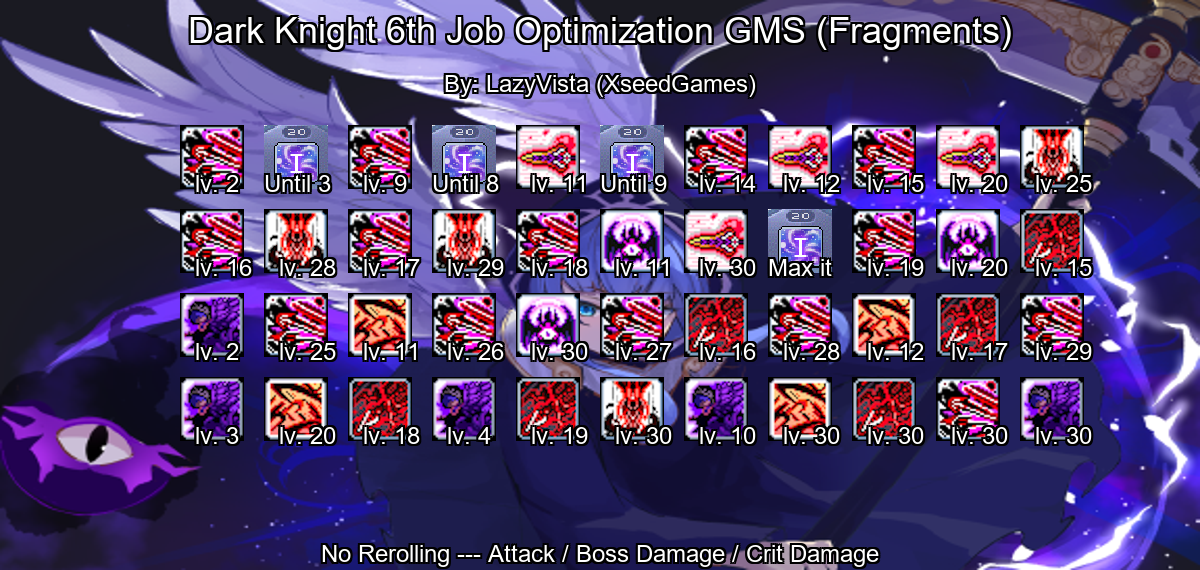 Dark Knight 6th Job Optimization GMS (Fragments)
By: LazyVista (XseedGames)
20 20 20
lv. 2 Until 3 lv. 9 Until 8 lv. 11 Until 9 lv. 14 lv. 12 lv. 15 lv. 20 lv. 25
20
lv. 16 lv. 28 lv. 17 lv. 29 lv. 18 lv. 11 lv. 30 Max it lv. 19 lv. 20 lv. 15
lv. 2 lv. 25 lv. 11 lv. 26 lv. 30 lv. 27 lv. 16 lv. 28 lv. 12 lv. 17 lv. 29
lv. 3 lv. 20 lv. 18 lv. 4 lv. 19 lv. 30 lv. 10 lv. 30 lv. 30 lv. 30 lv. 30
No Rerolling --- Attack / Boss Damage / Crit Damage